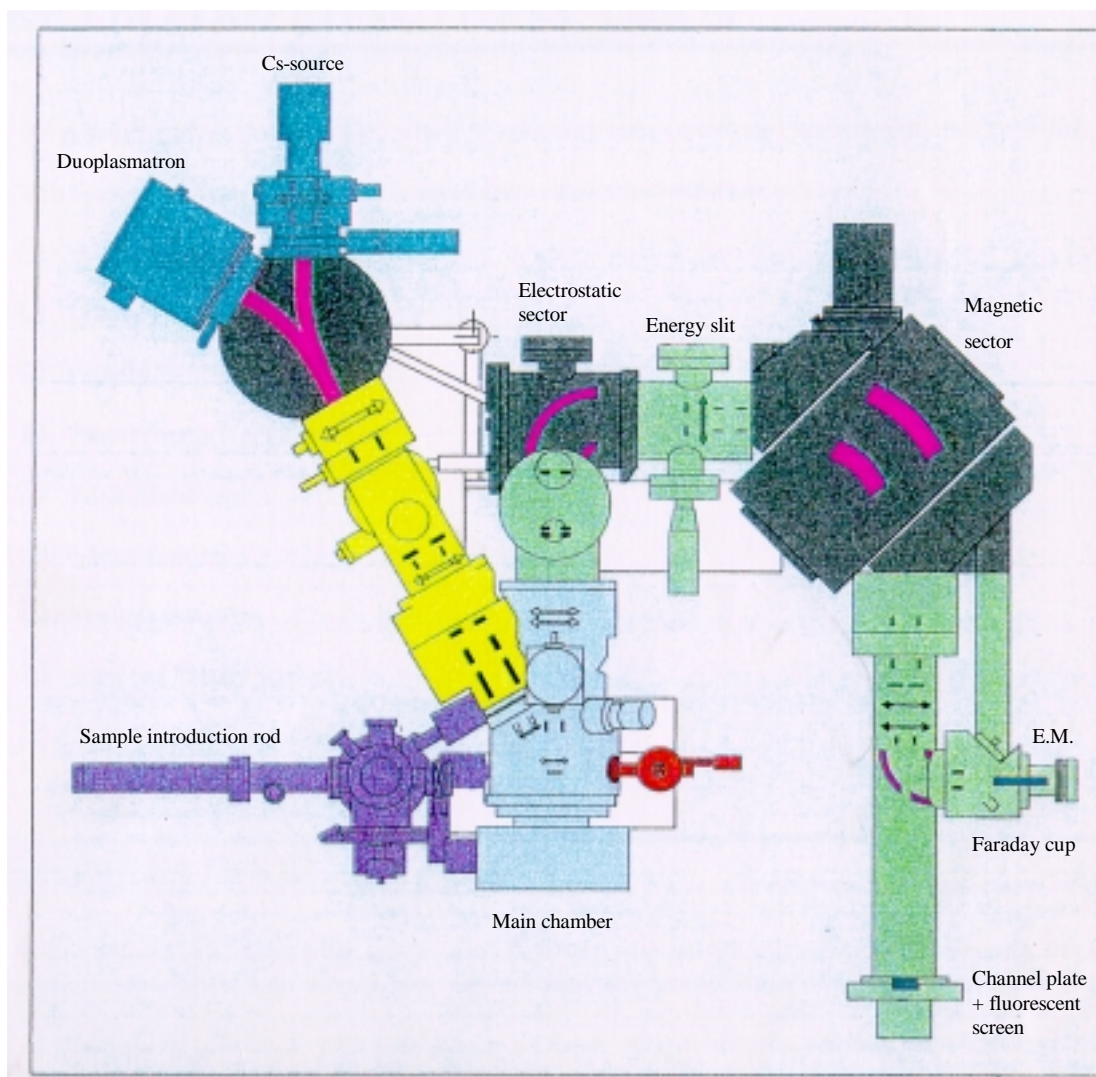 Cs-source
Duoplasmatron
Electrostatic
sector
Energy slit
Magnetic
sector
Sample introduction rod
E.M.
Faraday cup
Main chamber
Channel plate
+ fluorescent
screen